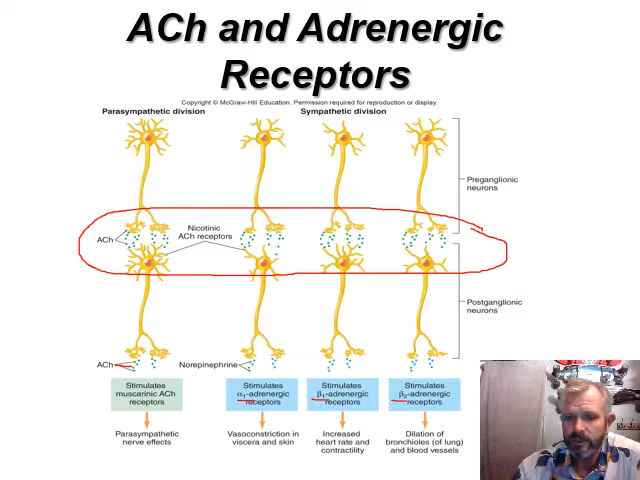 ACh and Adrenergic
Receptors
Copyright © McGraw-Hill Education. Permission required for reproduction or display.
Parasympathetic division
Sympathetic division
Preganglionic
neurons
Nicotinic
ACh receptors
ACh
Postganglionic
neurons
ACh
Norepinephrine
Stimulates
muscarinic ACh
receptors
Stimulates
α1-adrenergic
receptors
Stimulates
β1-adrenergic
receptors
Stimulates
β2-adrenergic
receptors
Parasympathetic
nerve effects
Vasoconstriction in
viscera and skin
Increased
heart rate and
contractility
Dilation of
bronchioles (of lung)
and blood vessels